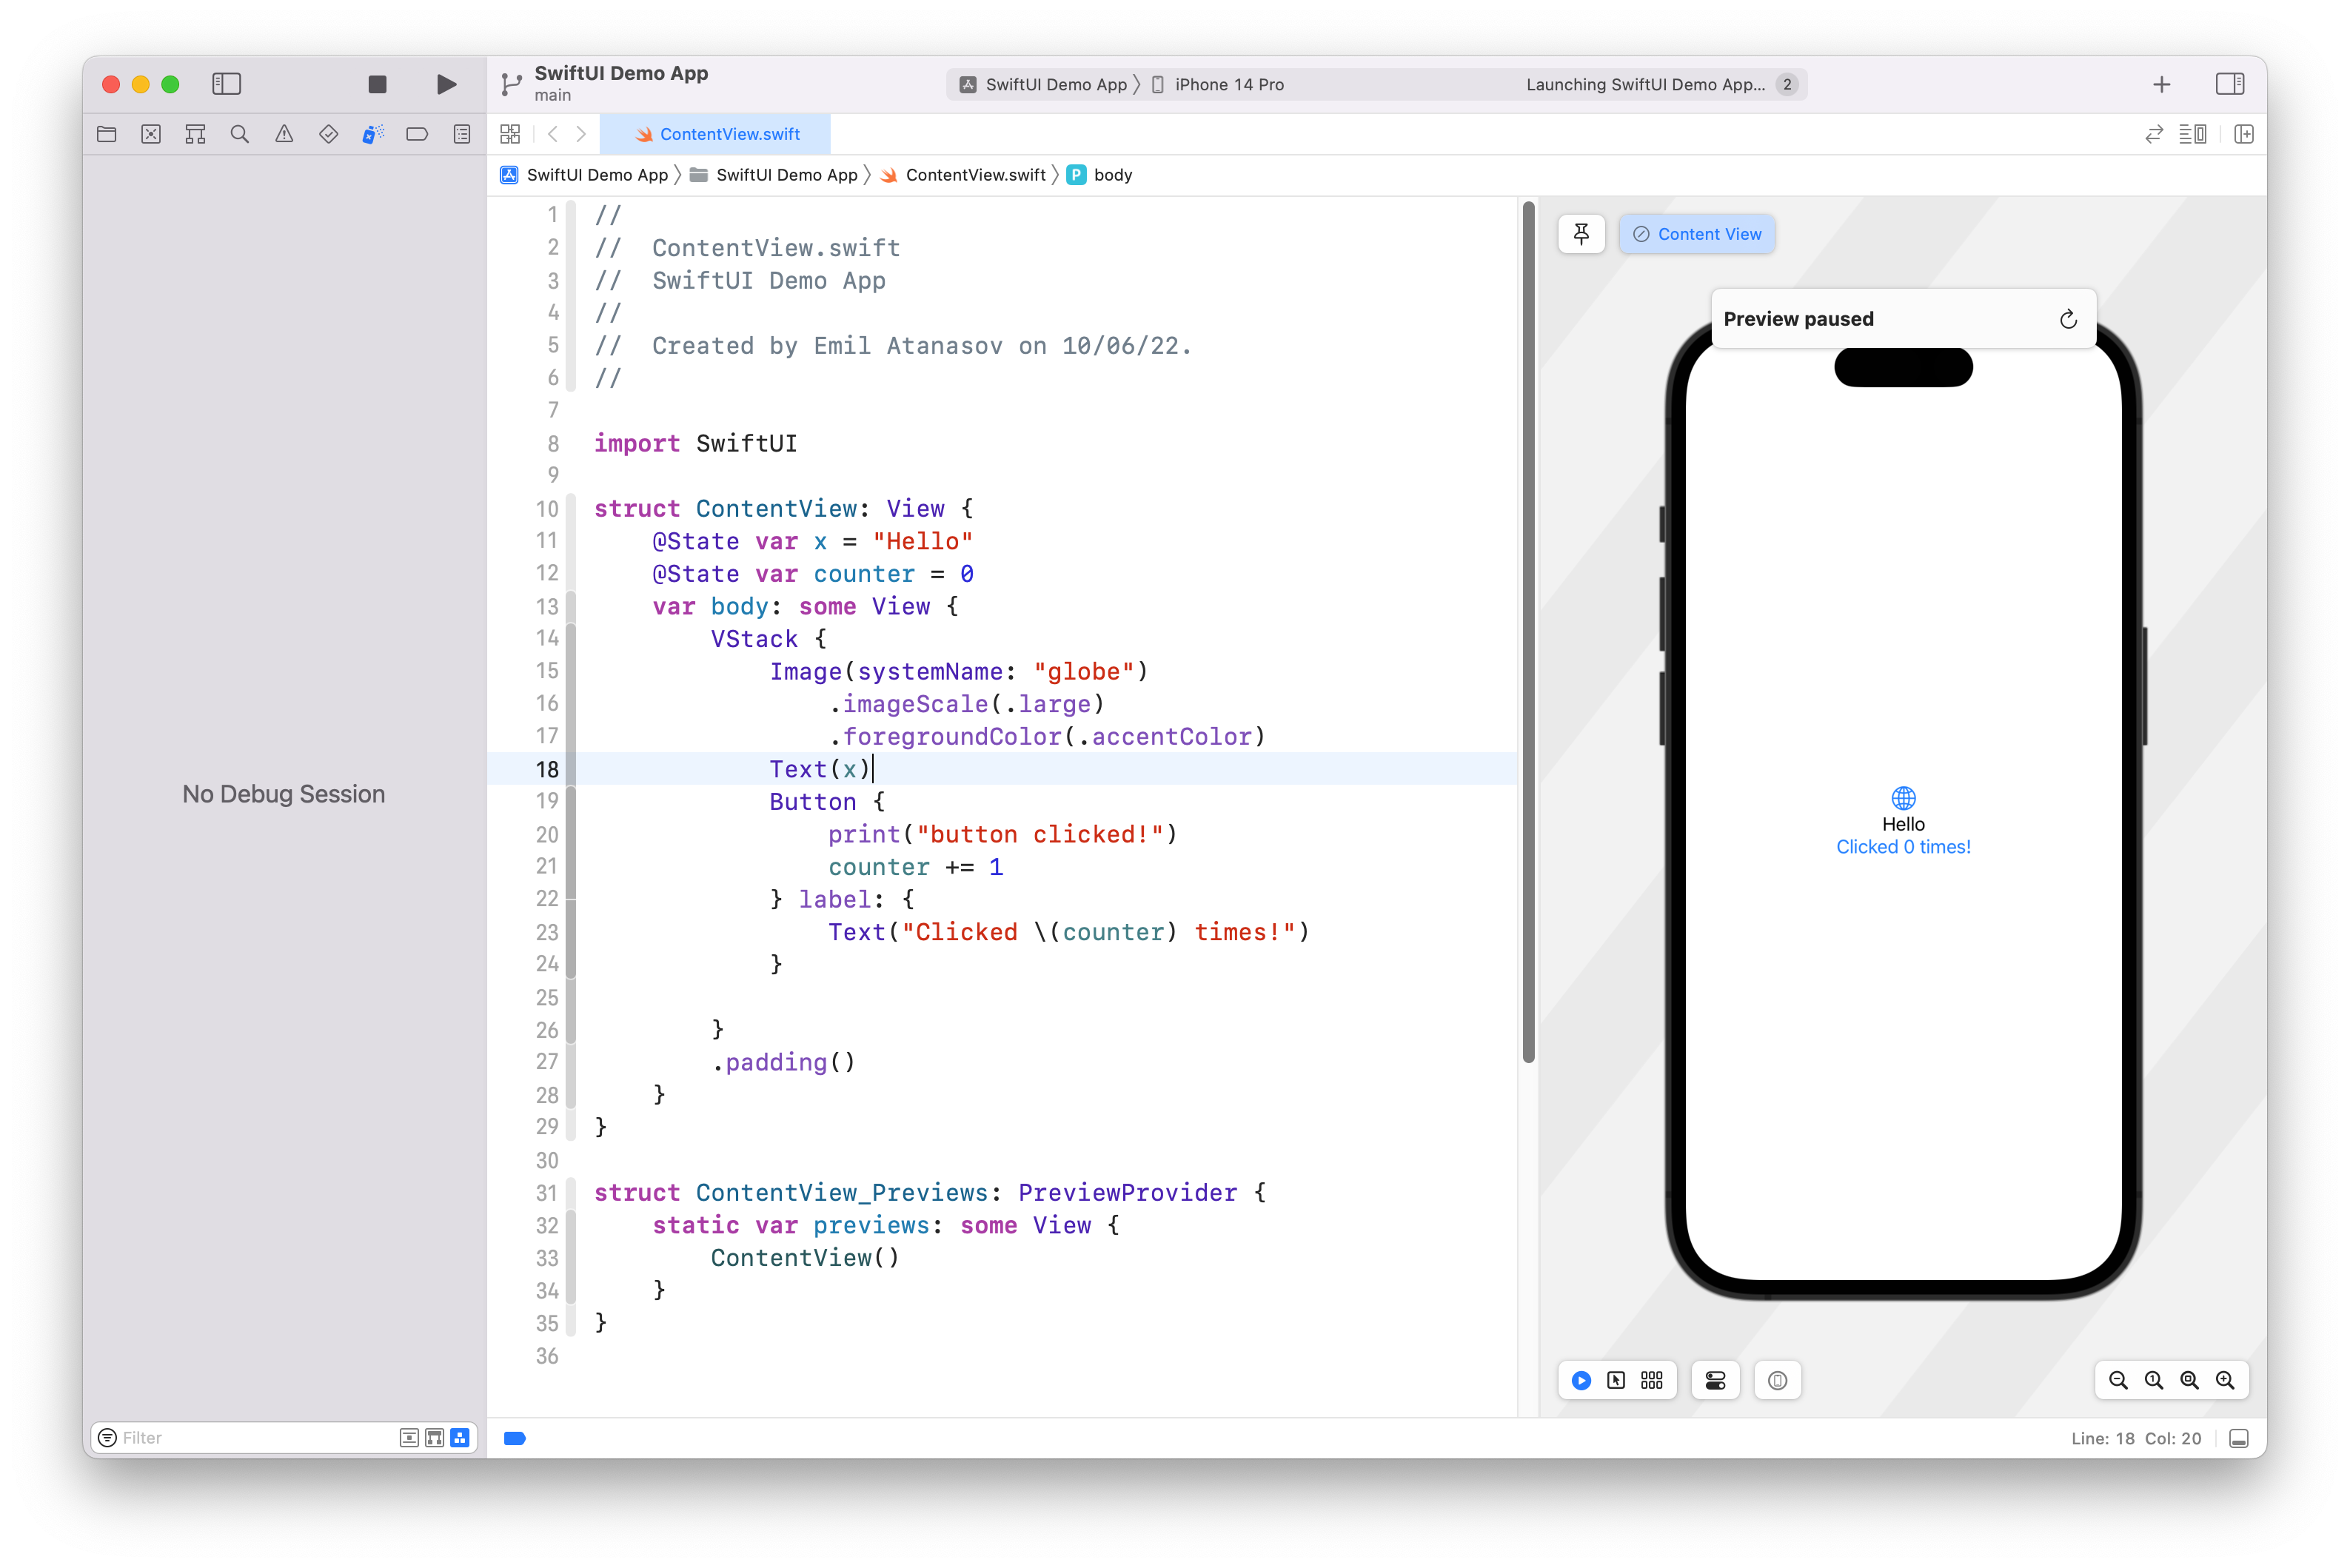 SwiftUI Demo App
main
SwiftUI Demo App
iPhone 14 Pro
Launching SwiftUI Demo App...
2
ContentView.swift
SwiftUI Demo App
SwiftUI Demo App
ContentView.swift
P
body
No Debug Session
Filter
1 //
2 //  ContentView.swift
3 //  SwiftUI Demo App
4 //
5 //  Created by Emil Atanasov on 10/06/22.
6 //
7
8 import SwiftUI
9
10 struct ContentView: View {
11     @State var x = "Hello"
12     @State var counter = 0
13     var body: some View {
14         VStack {
15             Image(systemName: "globe")
16                 .imageScale(.large)
17                 .foregroundColor(.accentColor)
18             Text(x)
19             Button {
20                 print("button clicked!")
21                 counter += 1
22             } label: {
23                 Text("Clicked \(counter) times!")
24             }
25
26         }
27         .padding()
28     }
29 }
30
31 struct ContentView_Previews: PreviewProvider {
32     static var previews: some View {
33         ContentView()
34     }
35 }
36
Content View
Preview paused
Hello
Clicked 0 times!
Line: 18  Col: 20